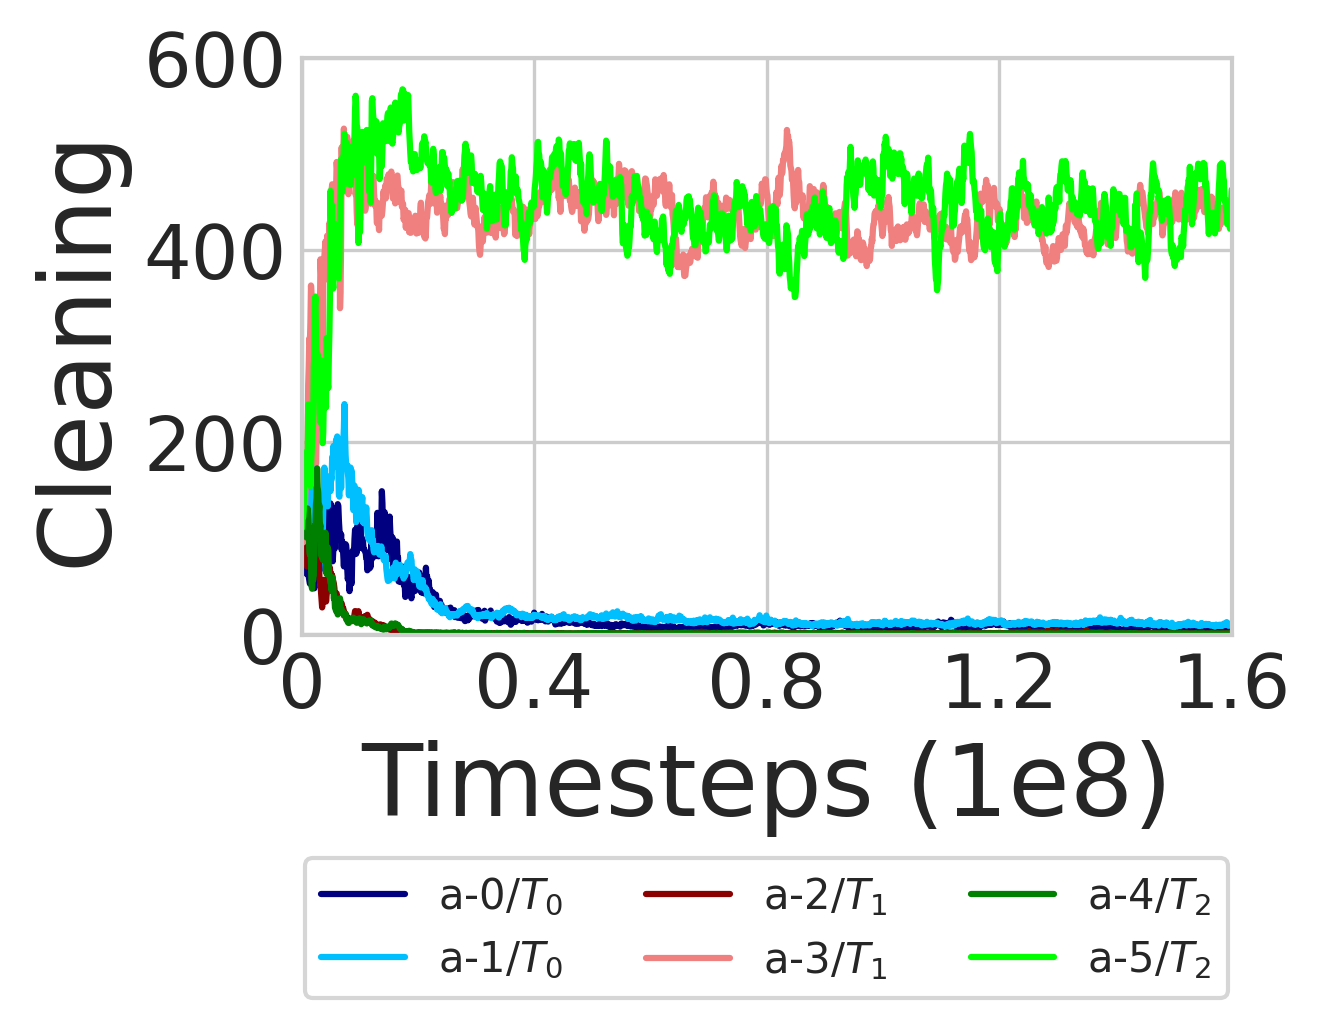 Cleaning
600
400
200
0
0 0.4 0.8 1.2 1.6
Timesteps (1e8)
a-0/T₀ a-2/T₁ a-4/T₂
a-1/T₀ a-3/T₁ a-5/T₂